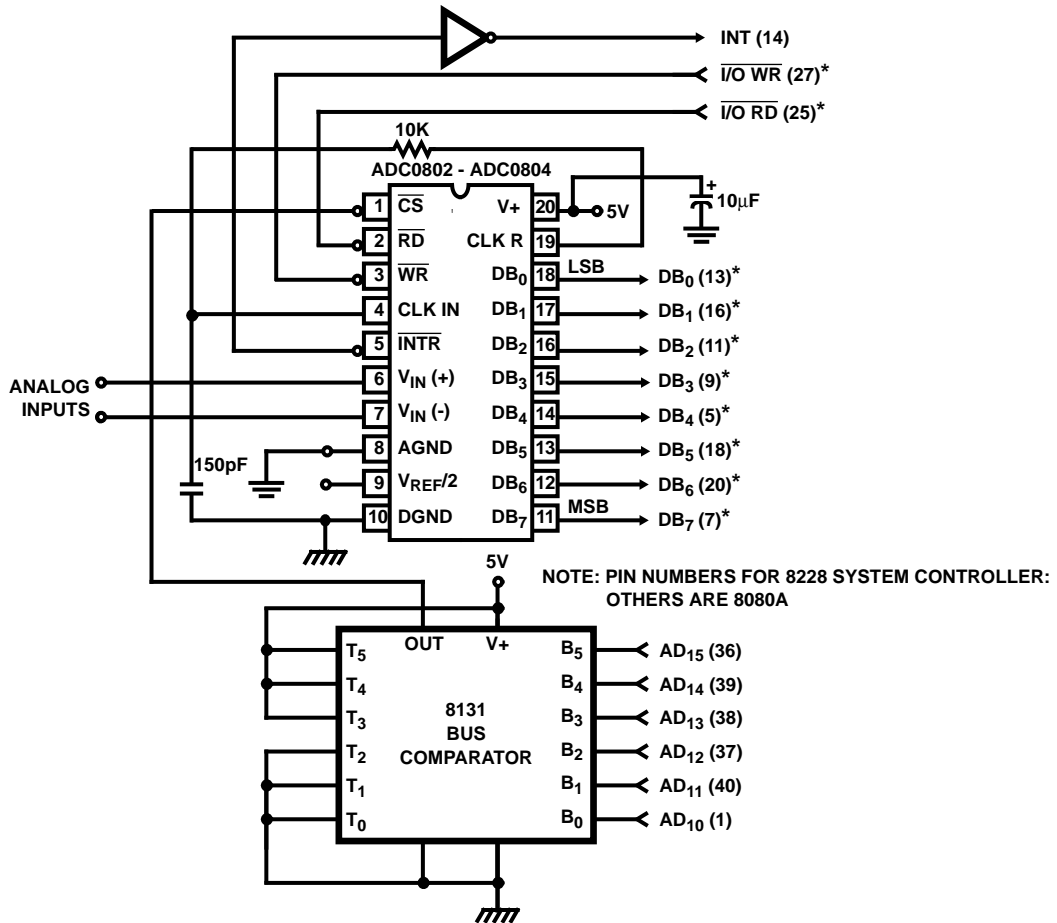 INT (14)
I/O WR (27)*
I/O RD (25)*
10K
ADC0802 - ADC0804
1 CS V+ 20 5V
+
10μF
2 RD CLK R 19
3 WR DB0 18 LSB DB0 (13)*
4 CLK IN DB1 17 DB1 (16)*
5 INTR DB2 16 DB2 (11)*
ANALOG
INPUTS
6 VIN (+) DB3 15 DB3 (9)*
7 VIN (-) DB4 14 DB4 (5)*
8 AGND DB5 13 DB5 (18)*
150pF
9 VREF/2 DB6 12 DB6 (20)*
10 DGND DB7 11 MSB DB7 (7)*
5V
NOTE: PIN NUMBERS FOR 8228 SYSTEM CONTROLLER:
OTHERS ARE 8080A
OUT V+
T5 B5 AD15 (36)
T4 B4 AD14 (39)
T3 B3 AD13 (38)
8131
BUS
COMPARATOR
T2 B2 AD12 (37)
T1 B1 AD11 (40)
T0 B0 AD10 (1)